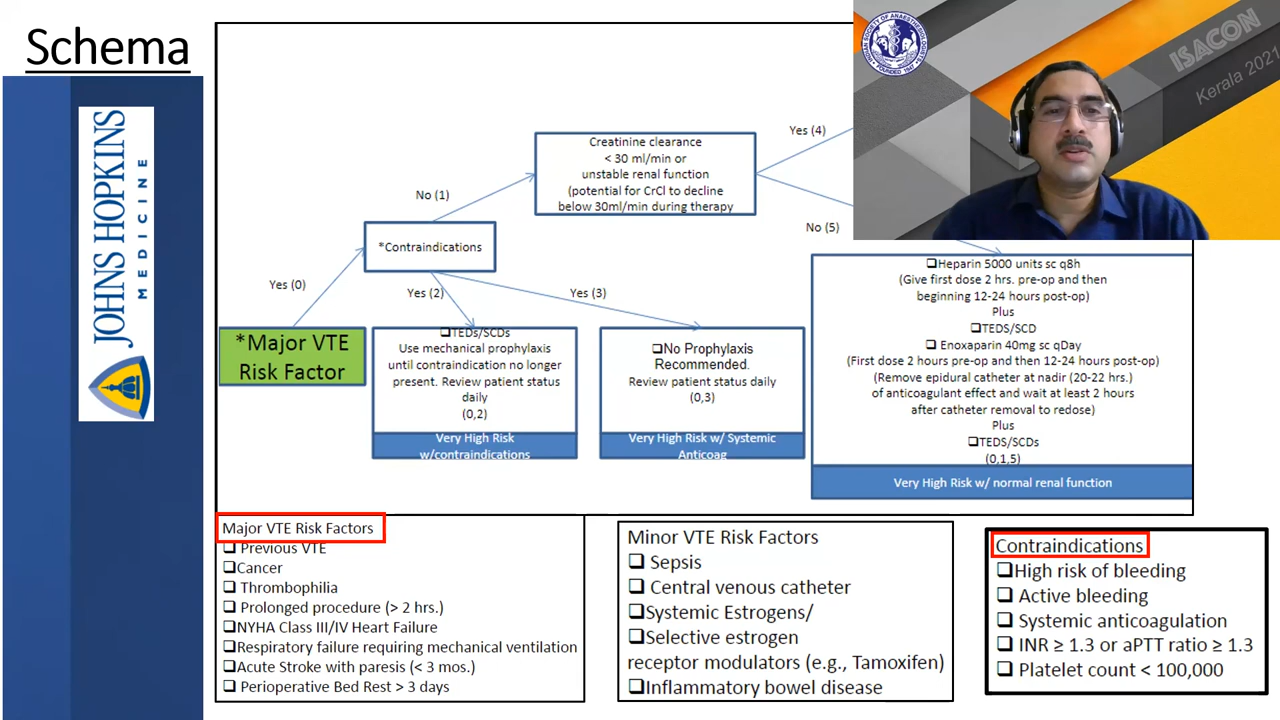 Schema
JOHNS HOPKINS
MEDICINE
INDIAN SOCIETY OF ANAESTHESIOLOGISTS
FOUNDED 1947
ISACON
Kerala 2021
Yes (4)
Creatinine clearance
< 30 ml/min or
unstable renal function
(potential for CrCl to decline
below 30ml/min during therapy
No (1)
No (5)
*Contraindications
Yes (0)
Yes (2)
Yes (3)
*Major VTE
Risk Factor
❑TEDs/SCDs
Use mechanical prophylaxis
until contraindication no longer
present. Review patient status
daily
(0,2)
Very High Risk
w/contraindications
❑No Prophylaxis
Recommended.
Review patient status daily
(0,3)
Very High Risk w/ Systemic
Anticoag
❑Heparin 5000 units sc q8h
(Give first dose 2 hrs. pre-op and then
beginning 12-24 hours post-op)
Plus
❑TEDS/SCD
❑ Enoxaparin 40mg sc qDay
(First dose 2 hours pre-op and then 12-24 hours post-op)
(Remove epidural catheter at nadir (20-22 hrs.)
of anticoagulant effect and wait at least 2 hours
after catheter removal to redose)
Plus
❑TEDS/SCDs
(0,1,5)
Very High Risk w/ normal renal function
Major VTE Risk Factors
❑ Previous VTE
❑Cancer
❑ Thrombophilia
❑ Prolonged procedure (> 2 hrs.)
❑NYHA Class III/IV Heart Failure
❑Respiratory failure requiring mechanical ventilation
❑Acute Stroke with paresis (< 3 mos.)
❑ Perioperative Bed Rest > 3 days
Minor VTE Risk Factors
❑ Sepsis
❑ Central venous catheter
❑Systemic Estrogens/
❑Selective estrogen
receptor modulators (e.g., Tamoxifen)
❑Inflammatory bowel disease
Contraindications
❑High risk of bleeding
❑ Active bleeding
❑ Systemic anticoagulation
❑ INR ≥ 1.3 or aPTT ratio ≥ 1.3
❑ Platelet count < 100,000